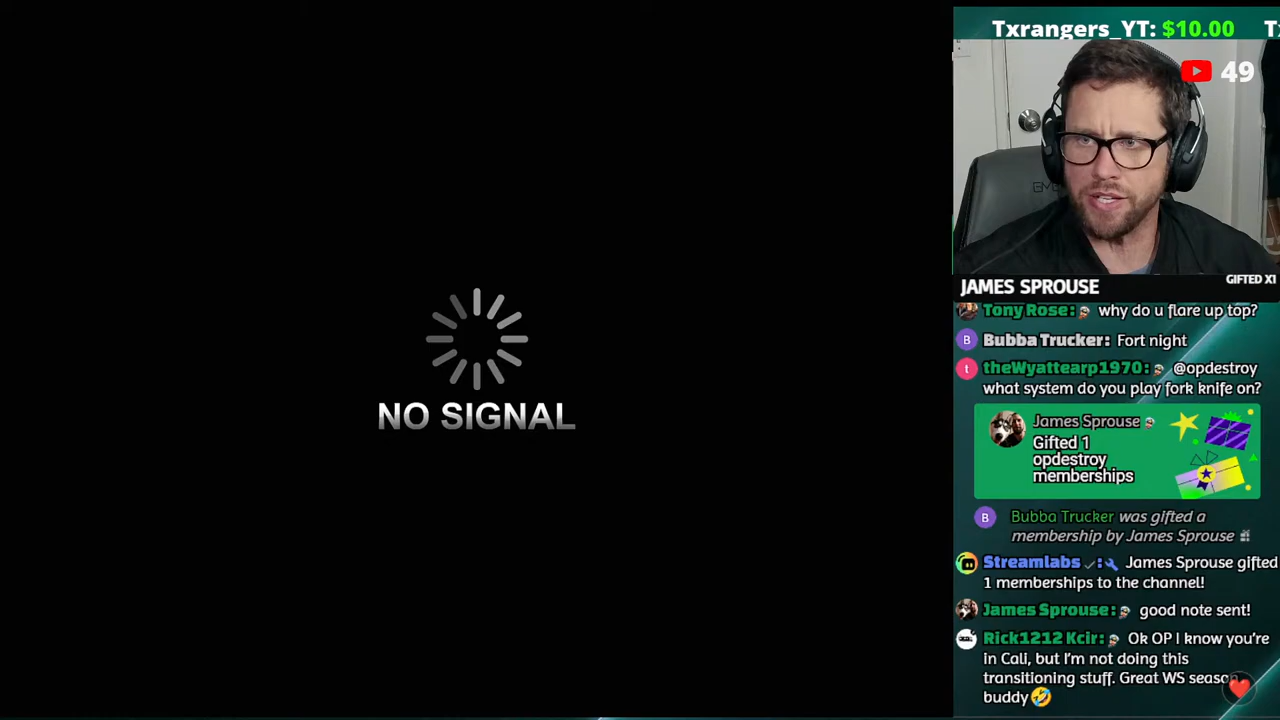 Txrangers_YT: $10.00
49
NO SIGNAL
JAMES SPROUSE
GIFTED X1
Tony Rose: why do u flare up top?
B Bubba Trucker: Fort night
t theWyattearp1970: @opdestroy
what system do you play fork knife on?
James Sprouse
Gifted 1
opdestroy
memberships
B Bubba Trucker was gifted a
membership by James Sprouse
Streamlabs : James Sprouse gifted
1 memberships to the channel!
James Sprouse: good note sent!
Rick1212 Kcir: Ok OP I know you're
in Cali, but I'm not doing this
transitioning stuff. Great WS season
buddy🤣